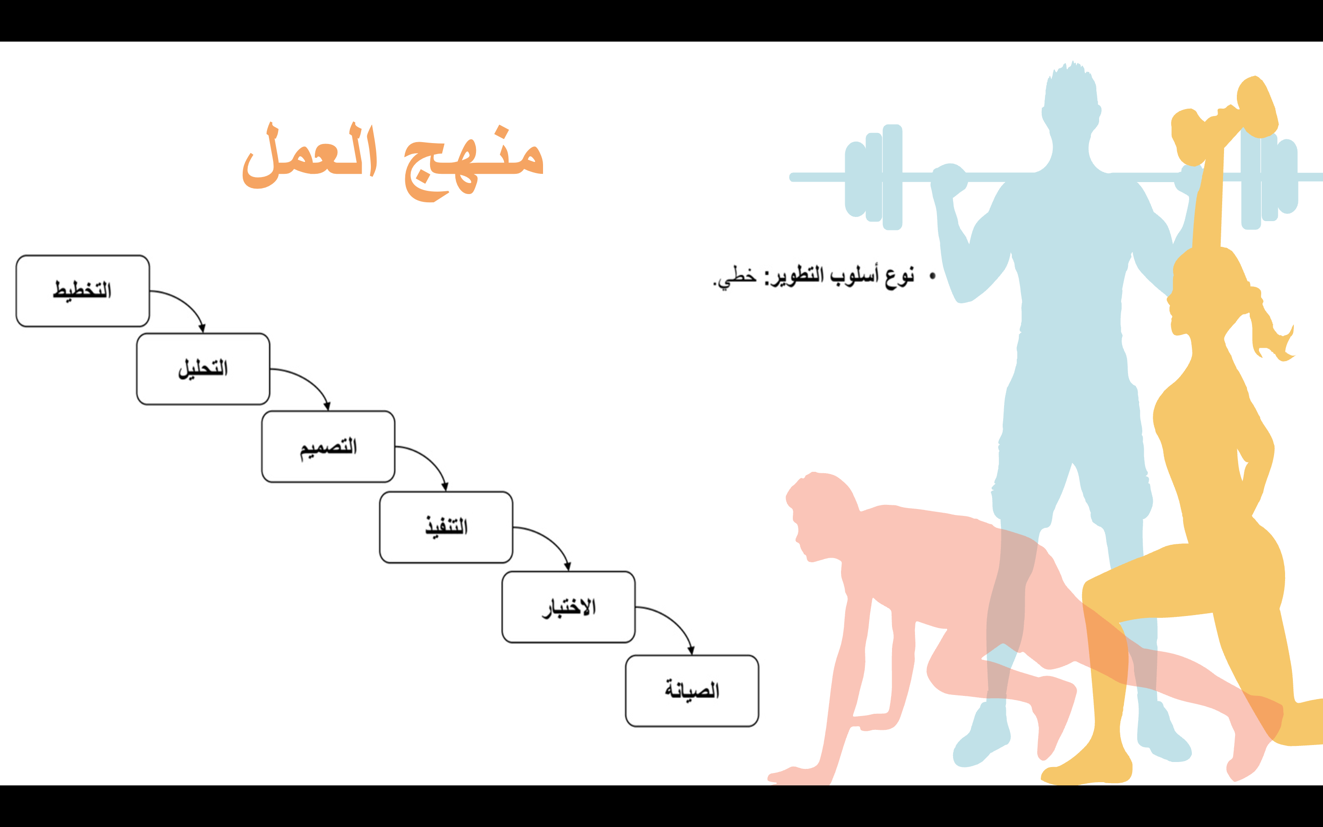 منهج العمل
• نوع أسلوب التطوير: خطي.
التخطيط
التحليل
التصميم
التنفيذ
الاختبار
الصيانة